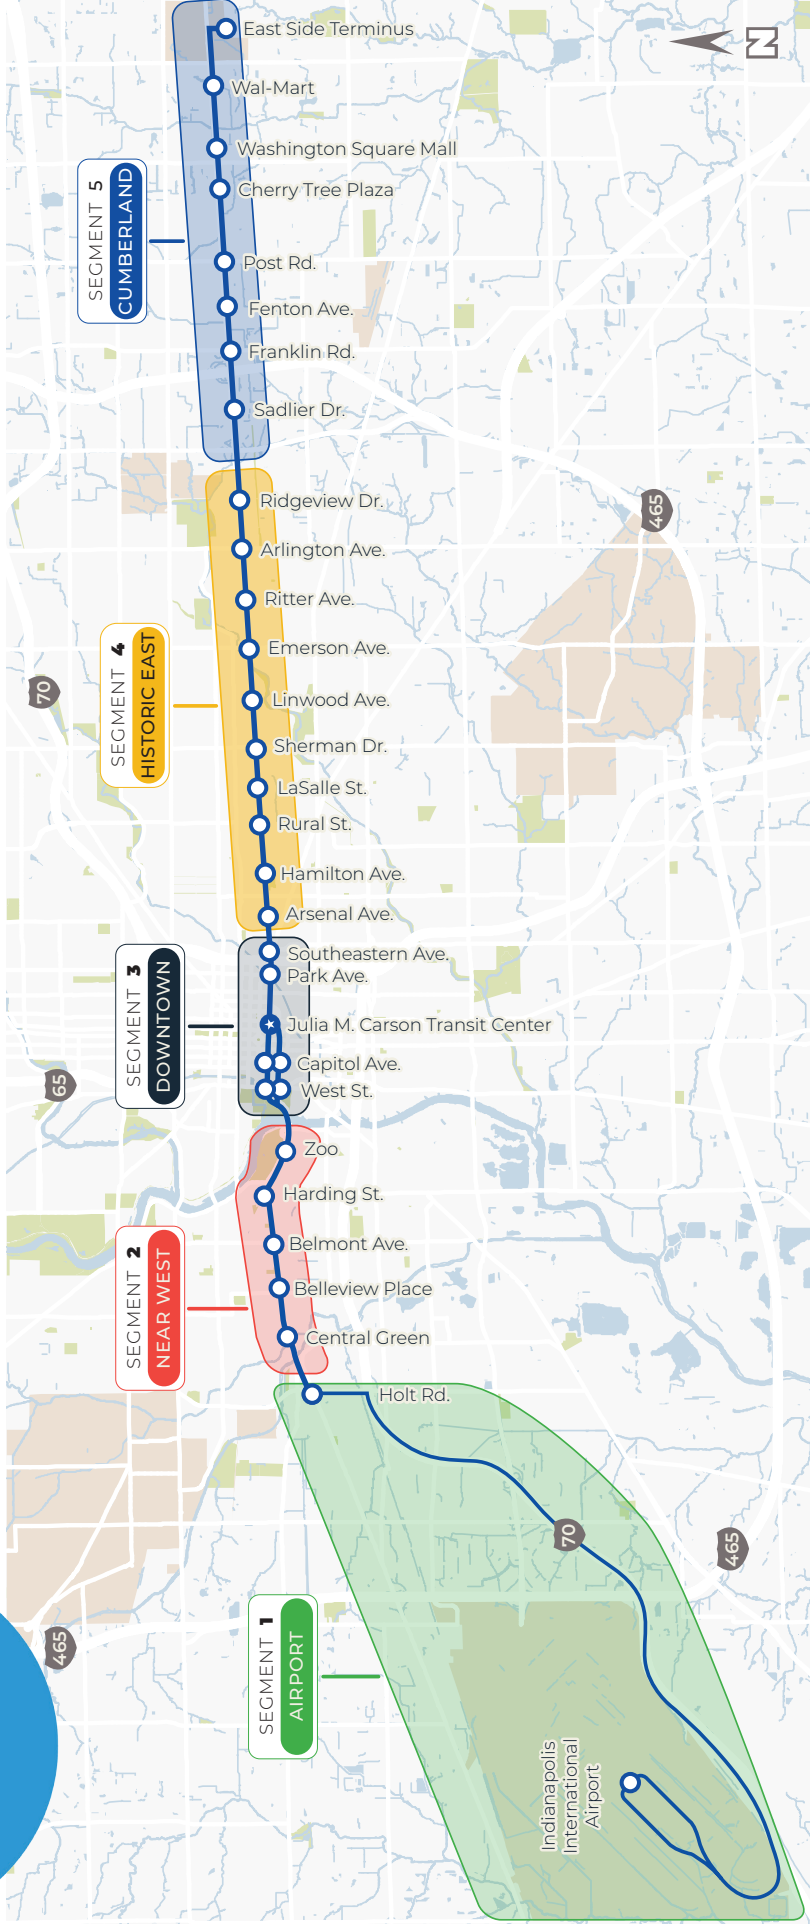 East Side Terminus
N
Wal-Mart
Washington Square Mall
SEGMENT 5
CUMBERLAND
Cherry Tree Plaza
Post Rd.
Fenton Ave.
Franklin Rd.
Sadlier Dr.
Ridgeview Dr.
465
Arlington Ave.
Ritter Ave.
SEGMENT 4
HISTORIC EAST
Emerson Ave.
70
Linwood Ave.
Sherman Dr.
LaSalle St.
Rural St.
Hamilton Ave.
Arsenal Ave.
Southeastern Ave.
Park Ave.
SEGMENT 3
DOWNTOWN
Julia M. Carson Transit Center
Capitol Ave.
65
West St.
Zoo
Harding St.
Belmont Ave.
SEGMENT 2
NEAR WEST
Belleview Place
Central Green
Holt Rd.
70
465
465
SEGMENT 1
AIRPORT
Indianapolis
International
Airport